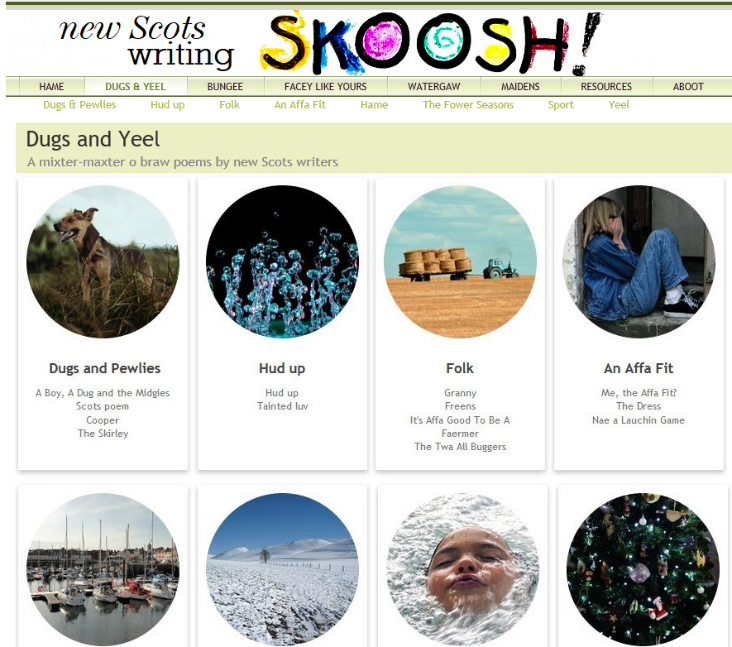 new Scots
writing
SKOOSH!
HAME
DUGS & YEEL
BUNGEE
FACEY LIKE YOURS
WATERGAW
MAIDENS
RESOURCES
ABOOT
Dugs & Pewlies
Hud up
Folk
An Affa Fit
Hame
The Fower Seasons
Sport
Yeel
Dugs and Yeel
A mixter-maxter o braw poems by new Scots writers
Dugs and Pewlies
A Boy, A Dug and the Midgies
Scots poem
Cooper
The Skirley
Hud up
Hud up
Tainted luv
Folk
Granny
Freens
It's Affa Good To Be A
Faermer
The Twa All Buggers
An Affa Fit
Me, the Affa Fit?
The Dress
Nae a Lauchin Game